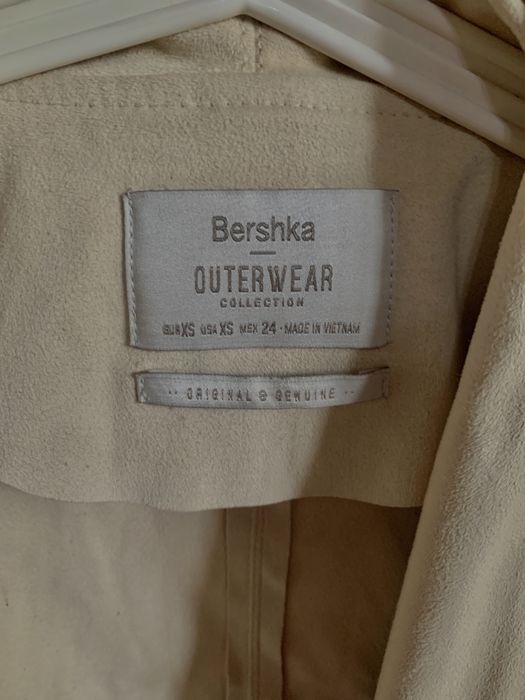 Bershka
OUTERWEAR
COLLECTION
EUR XS USA XS MEX 24 · MADE IN VIETNAM
·· ORIGINAL & GENUINE ··